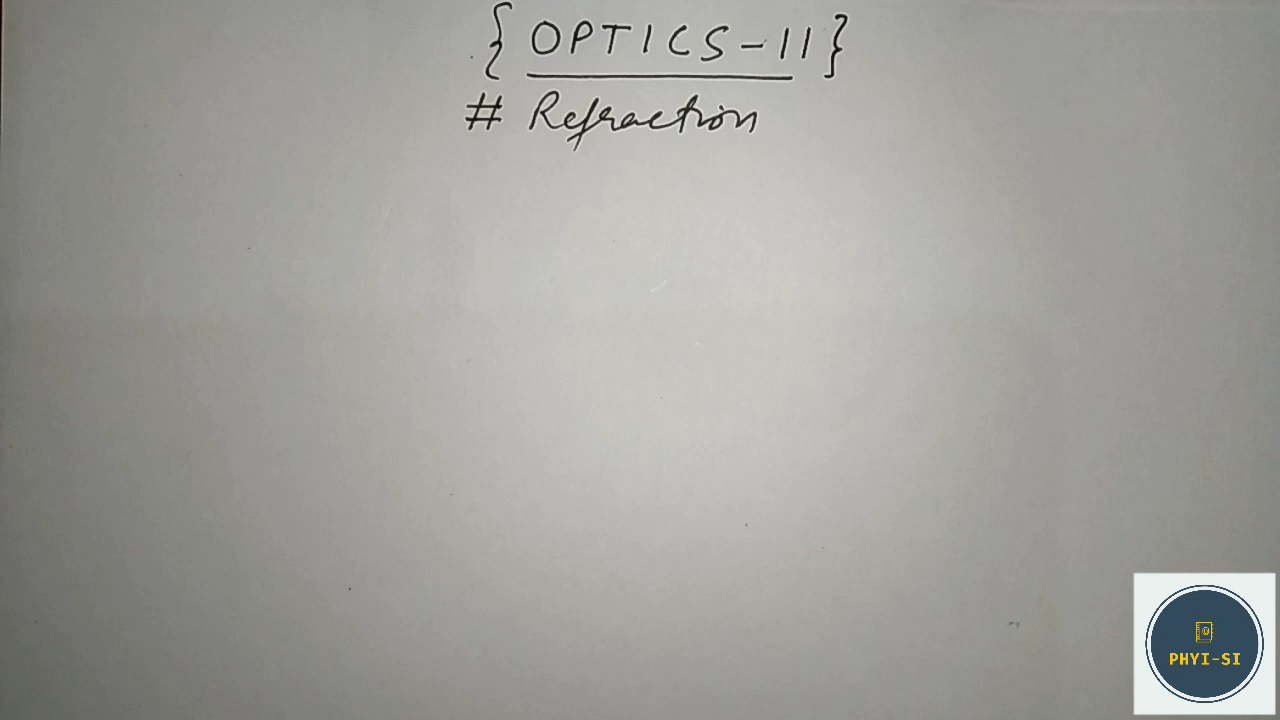 { OPTICS-11}
# Refraction
PHYI-SI